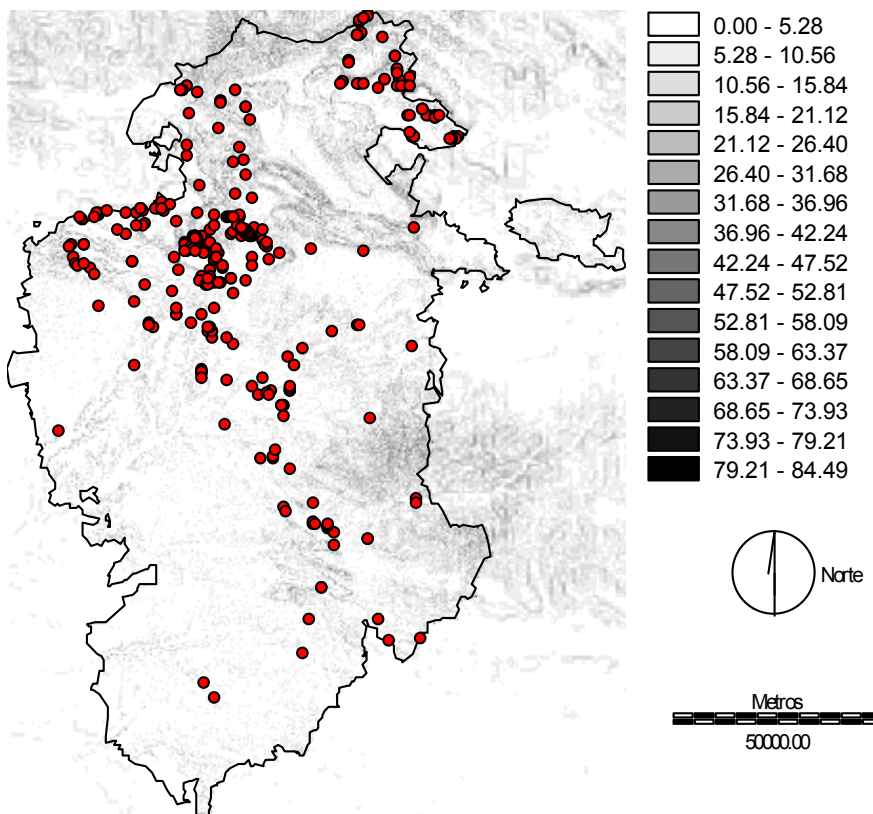 0.00 - 5.28
5.28 - 10.56
10.56 - 15.84
15.84 - 21.12
21.12 - 26.40
26.40 - 31.68
31.68 - 36.96
36.96 - 42.24
42.24 - 47.52
47.52 - 52.81
52.81 - 58.09
58.09 - 63.37
63.37 - 68.65
68.65 - 73.93
73.93 - 79.21
79.21 - 84.49
Norte
Metros
50000.00